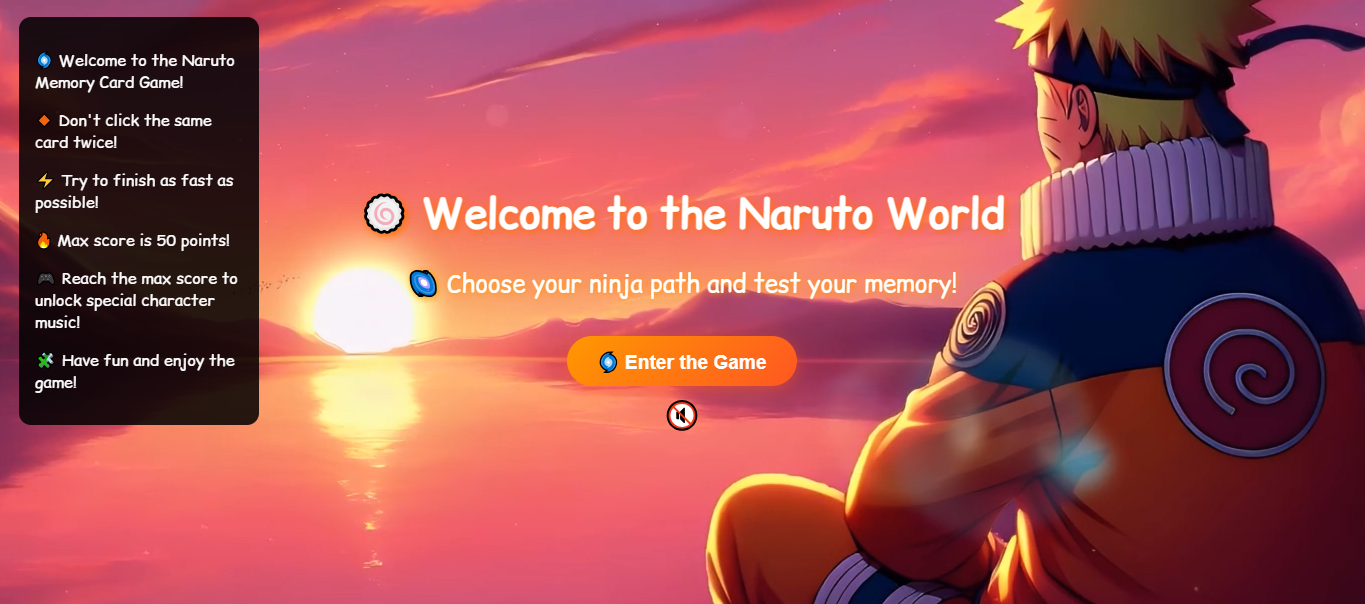 🌀 Welcome to the Naruto
Memory Card Game!
🔸 Don't click the same
card twice!
⚡ Try to finish as fast as
possible!
🔥 Max score is 50 points!
🎮 Reach the max score to
unlock special character
music!
🧩 Have fun and enjoy the
game!
🍥 Welcome to the Naruto World
🌀 Choose your ninja path and test your memory!
🌀 Enter the Game
🔇